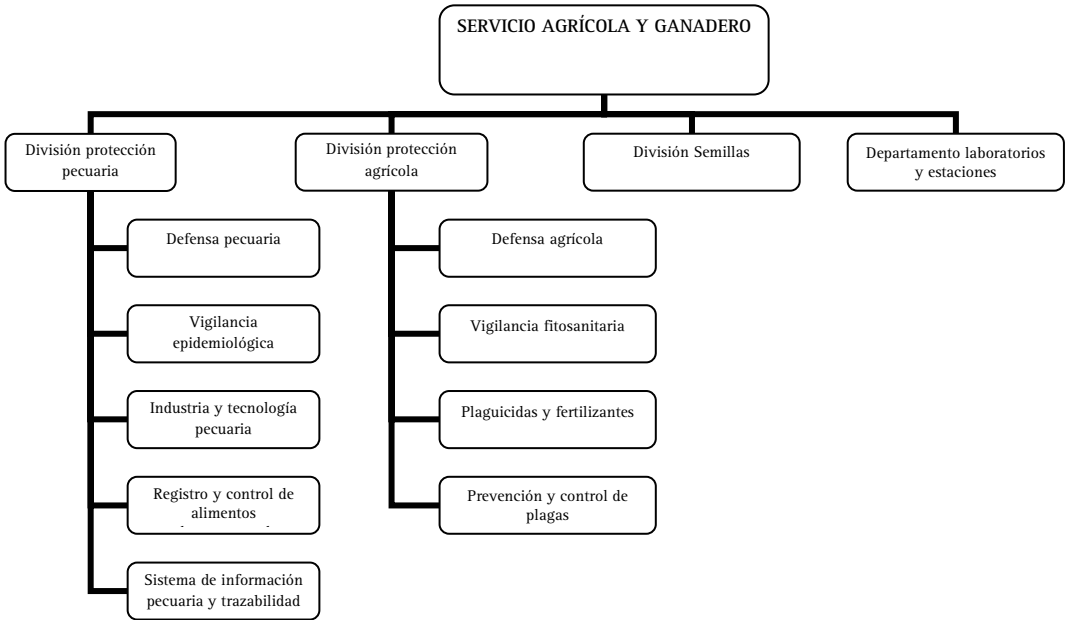 SERVICIO AGRÍCOLA Y GANADERO
División protección
pecuaria
División protección
agrícola
División Semillas
Departamento laboratorios
y estaciones
Defensa pecuaria
Vigilancia
epidemiológica
Industria y tecnología
pecuaria
Registro y control de
alimentos
Sistema de información
pecuaria y trazabilidad
Defensa agrícola
Vigilancia fitosanitaria
Plaguicidas y fertilizantes
Prevención y control de
plagas